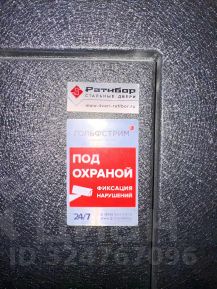 Ратибор
СТАЛЬНЫЕ ДВЕРИ
www.dveri-ratibor.ru
ГОЛЬФСТРИМ
ПОД
ОХРАНОЙ
ФИКСАЦИЯ
НАРУШЕНИЙ
24/7